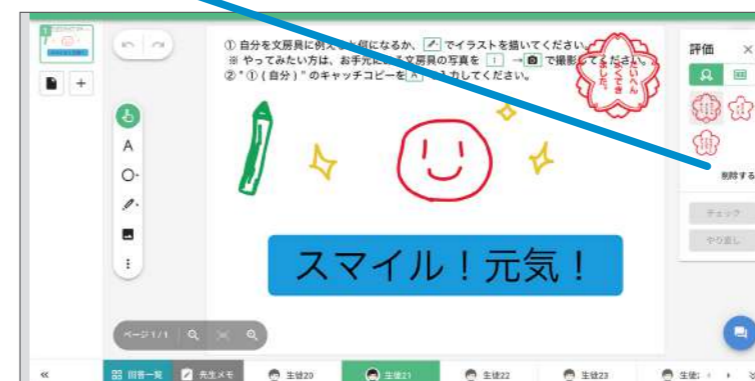 ① 自分を文房具に例えると何になるか、でイラストを描いてください。
※ やってみたい方は、お手元にある文房具の写真を → で撮影してください。
② "①(自分)"のキャッチコピーを A で入力してください。
たいへん
よくでき
ました。
評価 ×
A
削除する
チェック
やり直し
スマイル！元気！
ページ 1/1
回答一覧
先生メモ
生徒20
生徒21
生徒22
生徒23